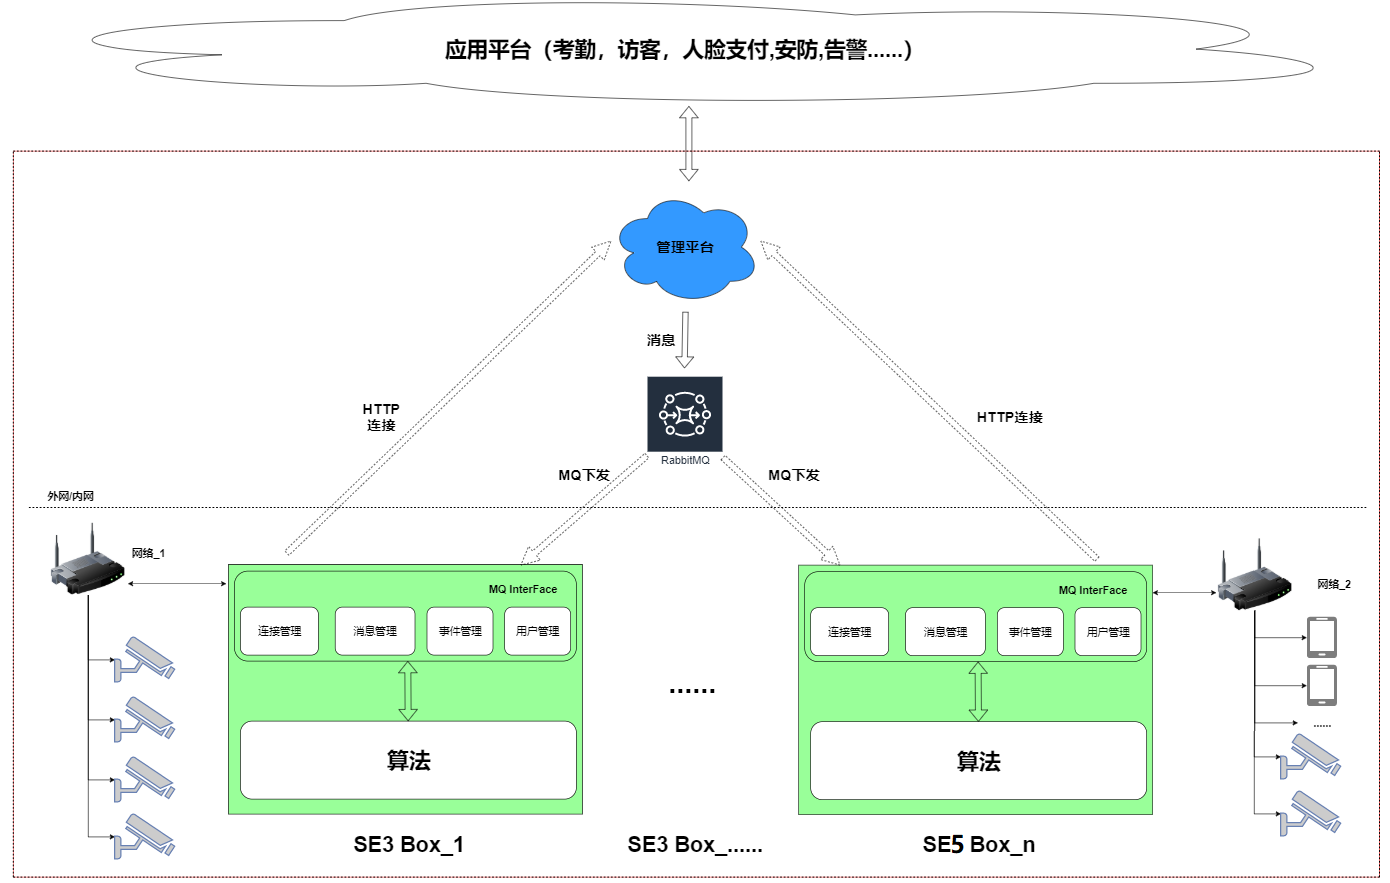 应用平台（考勤，访客，人脸支付,安防,告警......）
管理平台
消息
HTTP
连接
HTTP连接
RabbitMQ
MQ下发
MQ下发
外网/内网
网络_1
网络_2
MQ InterFace
连接管理
消息管理
事件管理
用户管理
MQ InterFace
连接管理
消息管理
事件管理
用户管理
......
......
算法
算法
SE3 Box_1
SE3 Box_......
SE5 Box_n